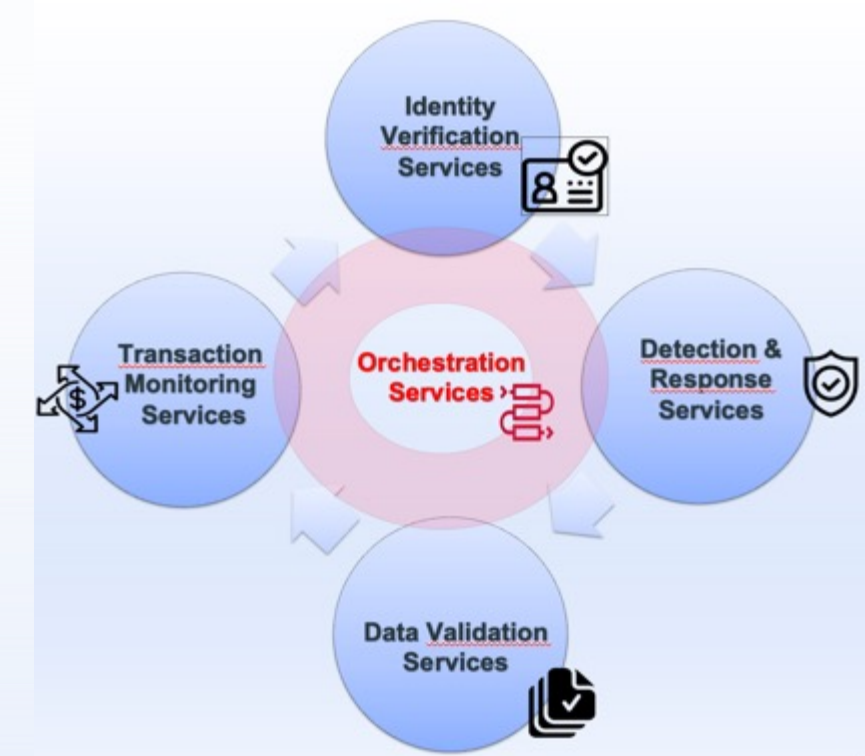 Identity
Verification
Services
Transaction
Monitoring
Services
Orchestration
Services
Detection &
Response
Services
Data Validation
Services
$